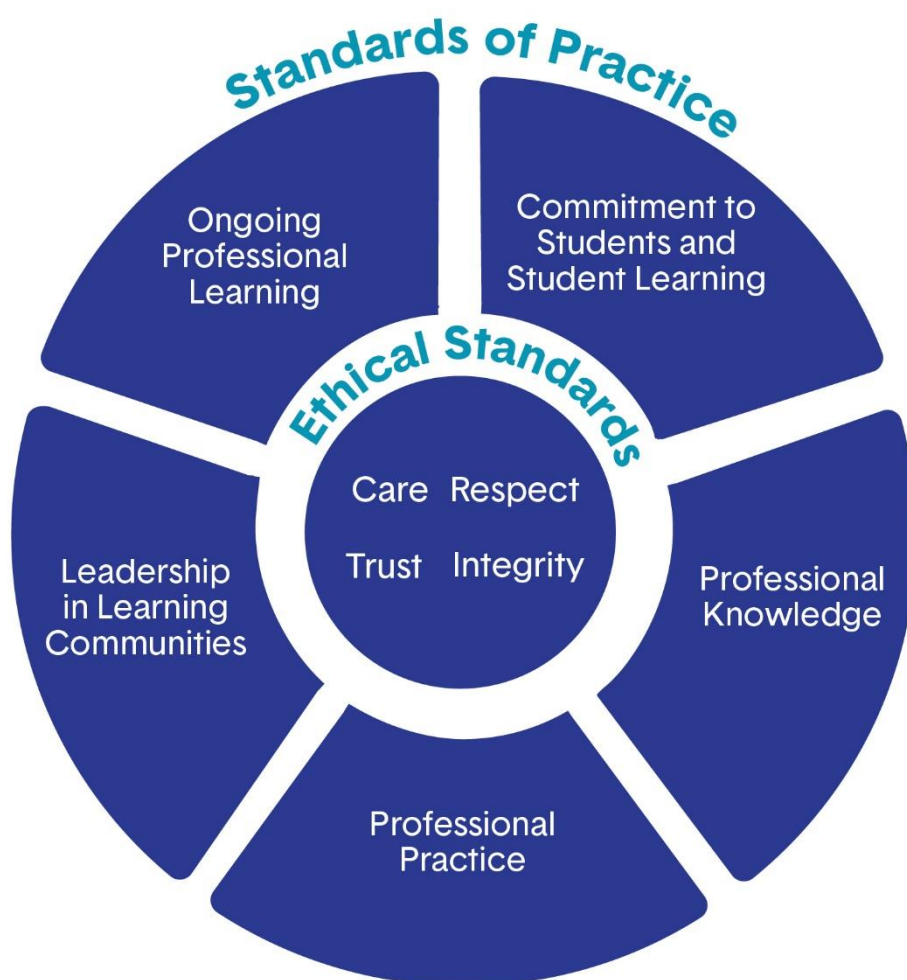 Standards of Practice
Ongoing
Professional
Learning
Commitment to
Students and
Student Learning
Ethical Standards
Care Respect
Trust Integrity
Leadership
in Learning
Communities
Professional
Knowledge
Professional
Practice